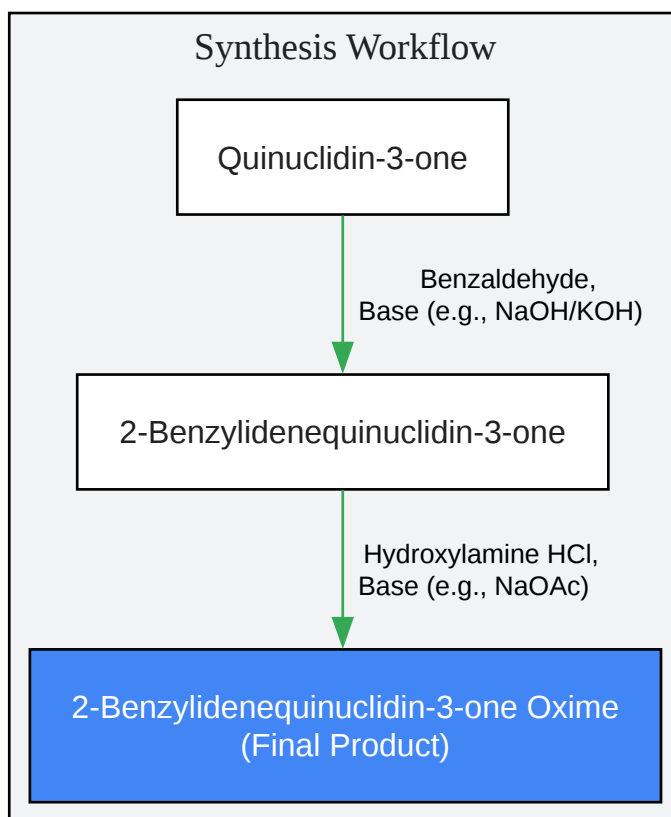 Synthesis Workflow
Quinuclidin-3-one
Benzaldehyde,
Base (e.g., NaOH/KOH)
2-Benzylidenequinuclidin-3-one
Hydroxylamine HCl,
Base (e.g., NaOAc)
2-Benzylidenequinuclidin-3-one Oxime
(Final Product)